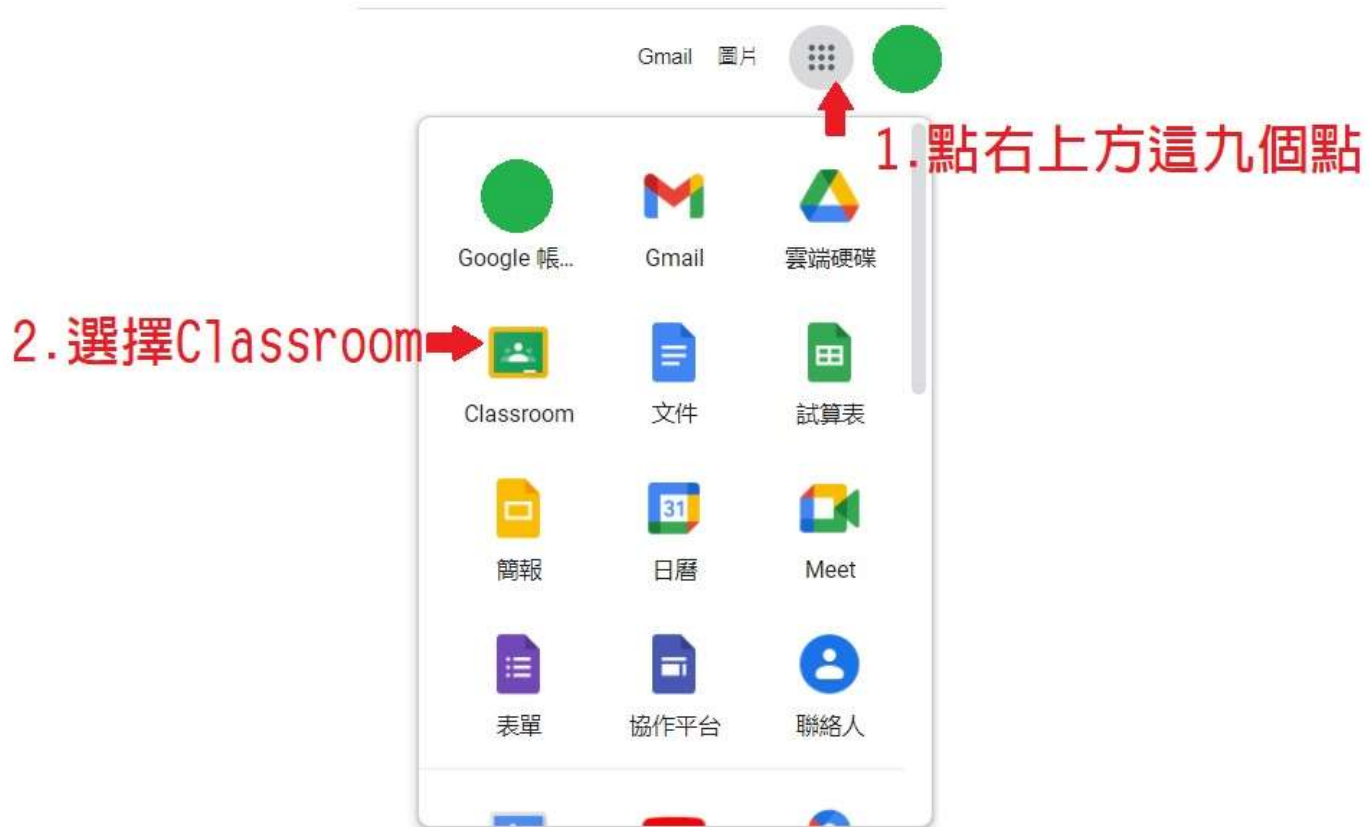 Gmail 圖片
1.點右上方這九個點
Google 帳... Gmail 雲端硬碟
2.選擇Classroom
Classroom 文件 試算表
31
簡報 日曆 Meet
表單 協作平台 聯絡人